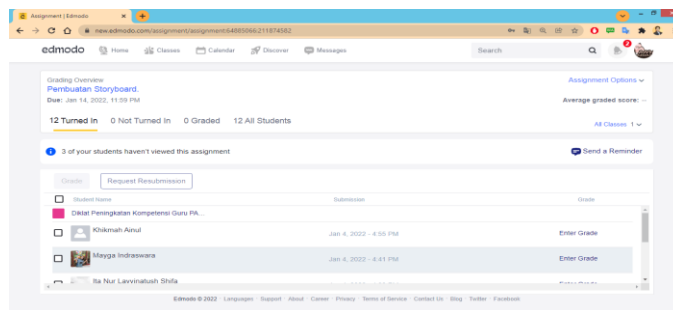 Assignment | Edmodo
new.edmodo.com/assignment/assignment:64885066211874582
edmodo Home Classes Calendar Discover Messages Search
Grading Overview Assignment Options
Pembuatan Storyboard.
Due: Jan 14, 2022, 11:59 PM Average graded score: --
12 Turned In 0 Not Turned In 0 Graded 12 All Students
All Classes 1
3 of your students haven't viewed this assignment Send a Reminder
Grade Request Resubmission
Student Name Submission Grade
Diklat Peningkatan Kompetensi Guru PA...
Khikmah Ainul Jan 4, 2022 - 4:55 PM Enter Grade
Mayga Indraswara Jan 4, 2022 - 4:41 PM Enter Grade
Ita Nur Lavvinatush Shifa
Edmodo © 2022 · Languages · Support · About · Career · Privacy · Terms of Service · Contact Us · Blog · Twitter · Facebook